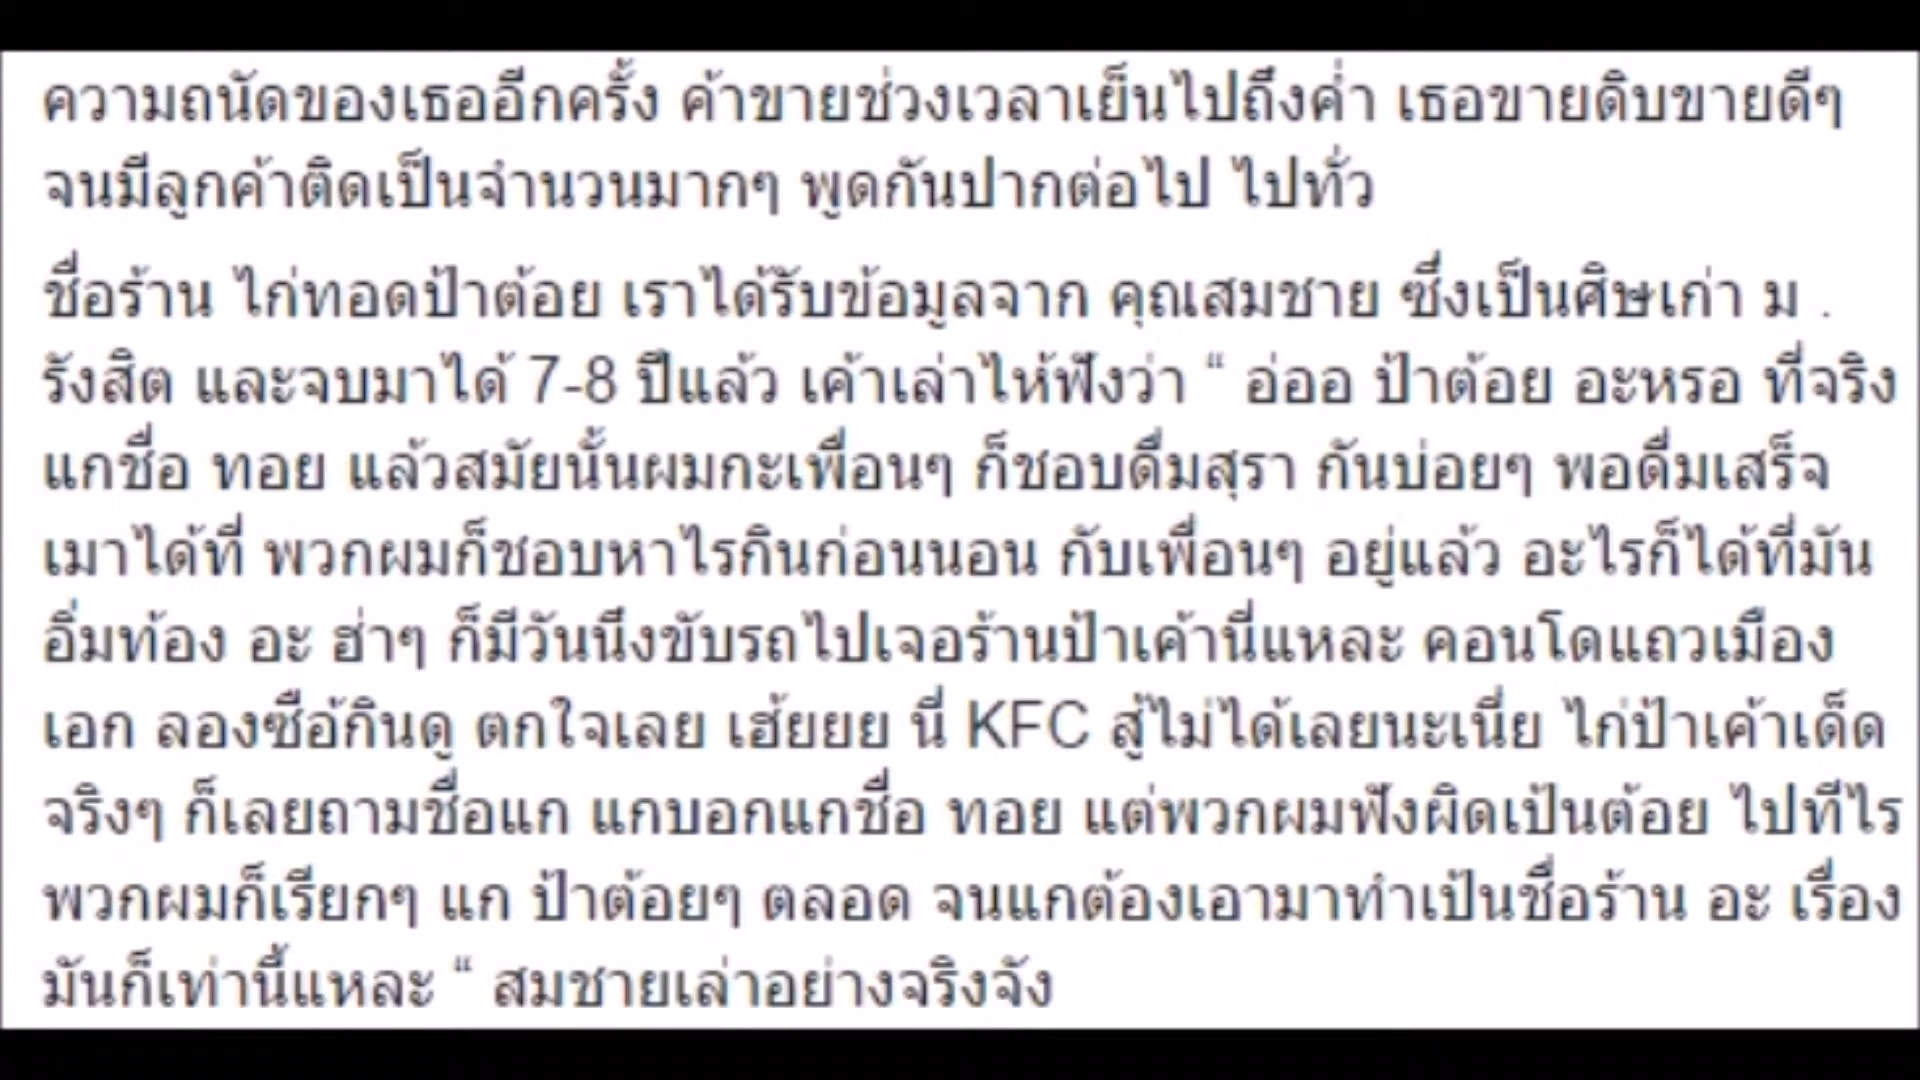 ความถนัดของเธออีกครั้ง ค้าขายช่วงเวลาเย็นไปถึงค่ำ เธอขายดิบขายดีๆ
จนมีลูกค้าติดเป็นจำนวนมากๆ พูดกันปากต่อไป ไปทั่ว
ชื่อร้าน ไก่ทอดป้าต้อย เราได้รับข้อมูลจาก คุณสมชาย ซึ่งเป็นศิษเก่า ม .
รังสิต และจบมาได้ 7-8 ปีแล้ว เค้าเล่าไห้ฟังว่า “ อ่ออ ป้าต้อย อะหรอ ที่จริง
แกชื่อ ทอย แล้วสมัยนั้นผมกะเพื่อนๆ ก็ชอบดื่มสุรา กันบ่อยๆ พอดื่มเสร็จ
เมาได้ที่ พวกผมก็ชอบหาไรกินก่อนนอน กับเพื่อนๆ อยู่แล้ว อะไรก็ได้ที่มัน
อิ่มท้อง อะ ฮ่าๆ ก็มีวันนึงขับรถไปเจอร้านป้าเค้านี่แหละ คอนโดแถวเมือง
เอก ลองซือ้กินดู ตกใจเลย เฮ้ยยย นี่ KFC สู้ไม่ได้เลยนะเนี่ย ไก่ป้าเค้าเด็ด
จริงๆ ก็เลยถามชื่อแก แกบอกแกชื่อ ทอย แต่พวกผมฟังผิดเป้นต้อย ไปทีไร
พวกผมก็เรียกๆ แก ป้าต้อยๆ ตลอด จนแกต้องเอามาทำเป้นชื่อร้าน อะ เรื่อง
มันก็เท่านี้แหละ “ สมชายเล่าอย่างจริงจัง